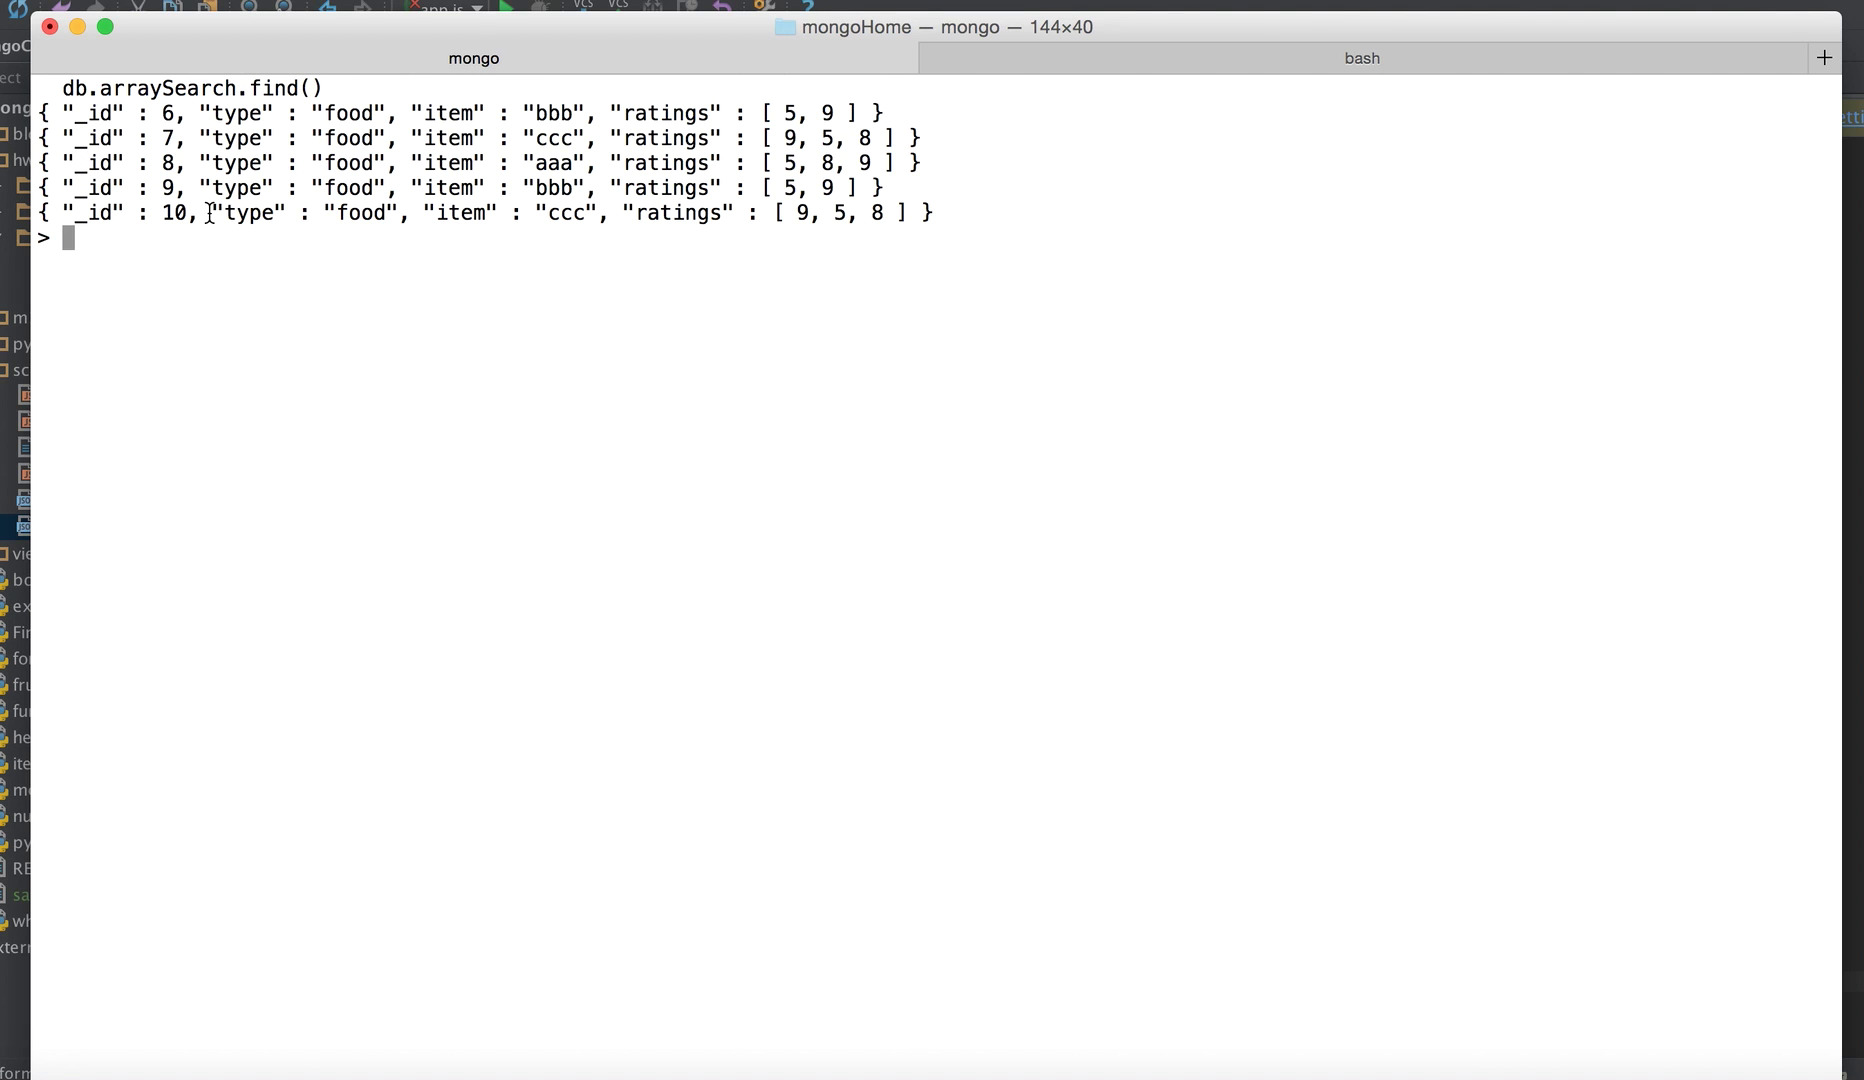 mongoHome — mongo — 144×40
mongo
bash
db.arraySearch.find()
{ "_id" : 6, "type" : "food", "item" : "bbb", "ratings" : [ 5, 9 ] }
{ "_id" : 7, "type" : "food", "item" : "ccc", "ratings" : [ 9, 5, 8 ] }
{ "_id" : 8, "type" : "food", "item" : "aaa", "ratings" : [ 5, 8, 9 ] }
{ "_id" : 9, "type" : "food", "item" : "bbb", "ratings" : [ 5, 9 ] }
{ "_id" : 10, "type" : "food", "item" : "ccc", "ratings" : [ 9, 5, 8 ] }
>